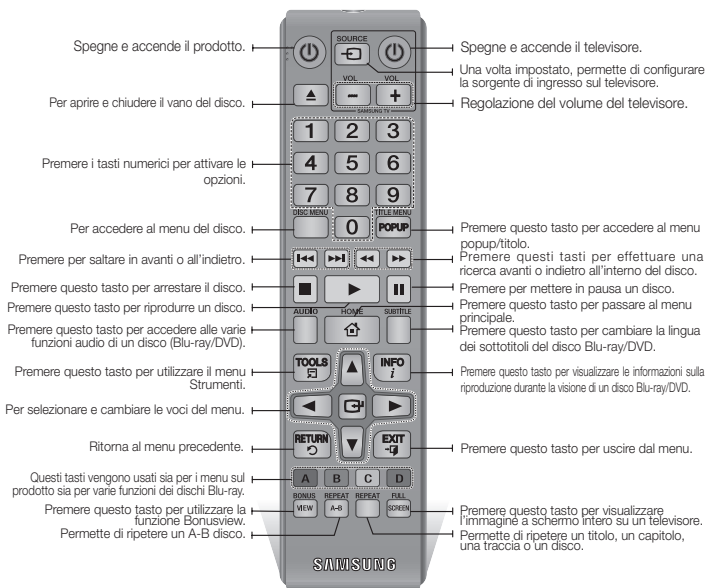 Spegne e accende il prodotto.
Per aprire e chiudere il vano del disco.
Premere i tasti numerici per attivare le
opzioni.
Per accedere al menu del disco.
Premere per saltare in avanti o all'indietro.
Premere questo tasto per arrestare il disco.
Premere questo tasto per riprodurre un disco.
Premere questo tasto per accedere alle varie
funzioni audio di un disco (Blu-ray/DVD).
Premere questo tasto per utilizzare il menu
Strumenti.
Per selezionare e cambiare le voci del menu.
Ritorna al menu precedente.
Questi tasti vengono usati sia per i menu sul
prodotto sia per varie funzioni dei dischi Blu-ray.
Premere questo tasto per utilizzare la
funzione Bonusview.
Permette di ripetere un A-B disco.
SOURCE
VOL VOL
- +
SAMSUNG TV
1 2 3
4 5 6
7 8 9
DISC MENU 0 TITLE MENU
POPUP
AUDIO HOME SUBTITLE
TOOLS INFO
i
RETURN EXIT
A B C D
BONUS REPEAT REPEAT FULL
VIEW A-B SCREEN
SAMSUNG
Spegne e accende il televisore.
Una volta impostato, permette di configurare
la sorgente di ingresso sul televisore.
Regolazione del volume del televisore.
Premere questo tasto per accedere al menu
popup/titolo.
Premere questi tasti per effettuare una
ricerca avanti o indietro all'interno del disco.
Premere per mettere in pausa un disco.
Premere questo tasto per passare al menu
principale.
Premere questo tasto per cambiare la lingua
dei sottotitoli del disco Blu-ray/DVD.
Premere questo tasto per visualizzare le informazioni sulla
riproduzione durante la visione di un disco Blu-ray/DVD.
Premere questo tasto per uscire dal menu.
Premere questo tasto per visualizzare
l'immagine a schermo intero su un televisore.
Permette di ripetere un titolo, un capitolo,
una traccia o un disco.